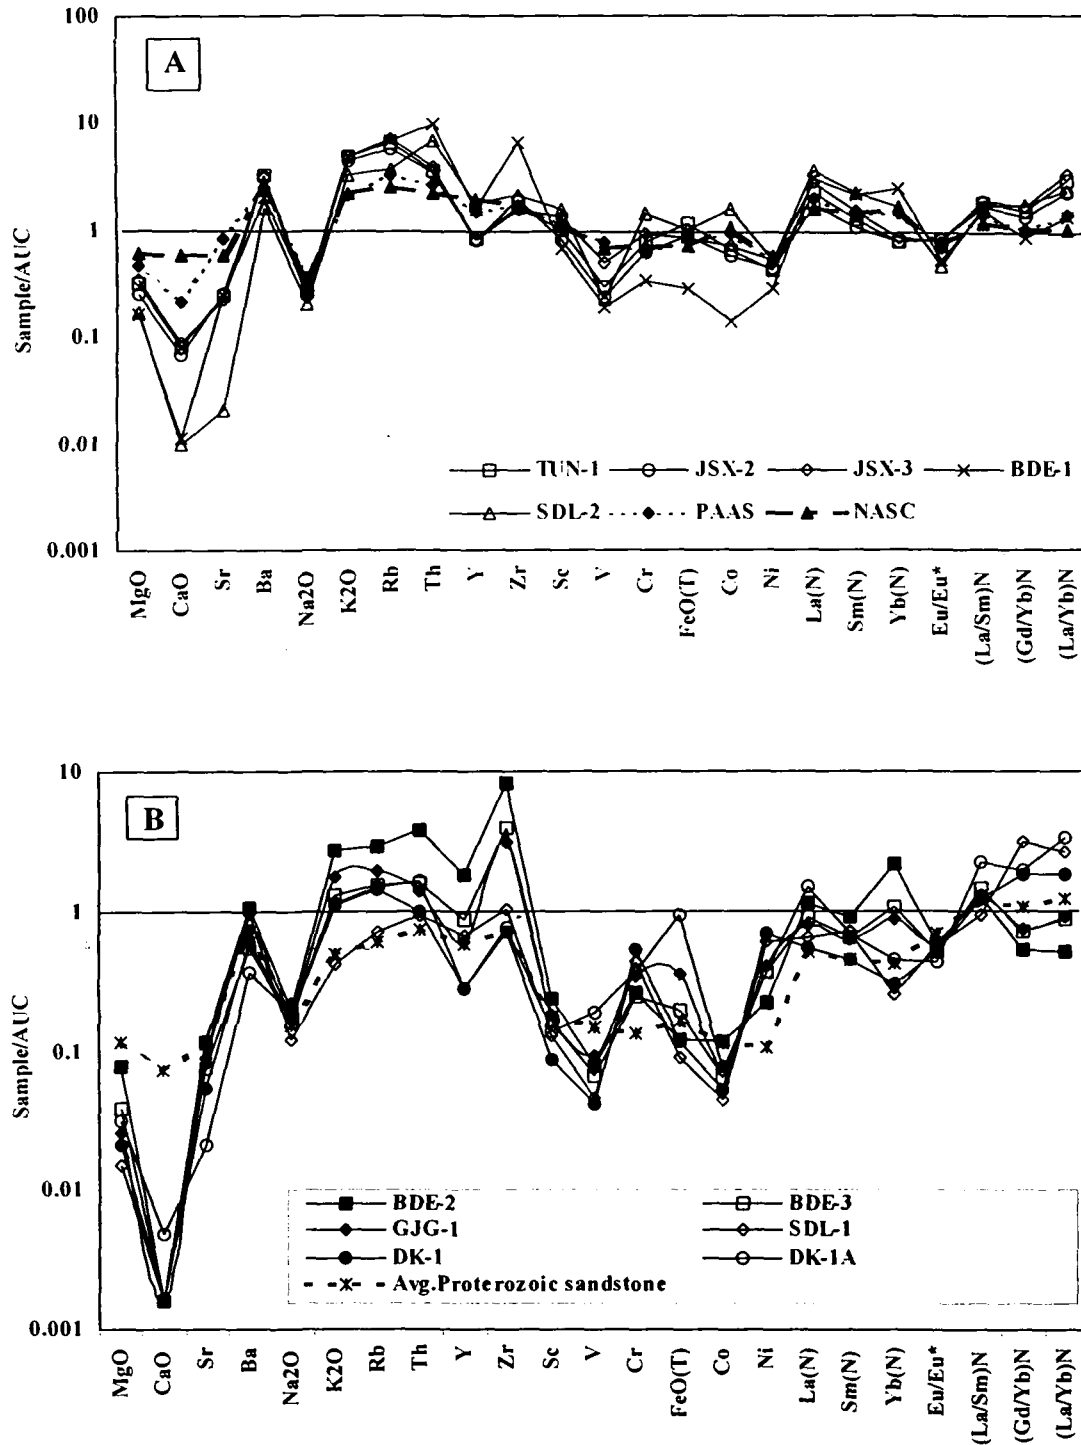 100
A
10
1
0.1
0.01
0.001
Sample/AUC
TUN-1 JSX-2 JSX-3 BDE-1
SDL-2 PAAS NASC
MgO CaO Sr Ba Na2O K2O Rb Th Y Zr Sc V Cr FeO(T) Co Ni La(N) Sm(N) Yb(N) Eu/Eu* (La/Sm)N (Gd/Yb)N (La/Yb)N
10
B
1
0.1
0.01
0.001
Sample/AUC
BDE-2 BDE-3
GJG-1 SDL-1
DK-1 DK-1A
Avg.Proterozoic sandstone
MgO CaO Sr Ba Na2O K2O Rb Th Y Zr Sc V Cr FeO(T) Co Ni La(N) Sm(N) Yb(N) Eu/Eu* (La/Sm)N (Gd/Yb)N (La/Yb)N